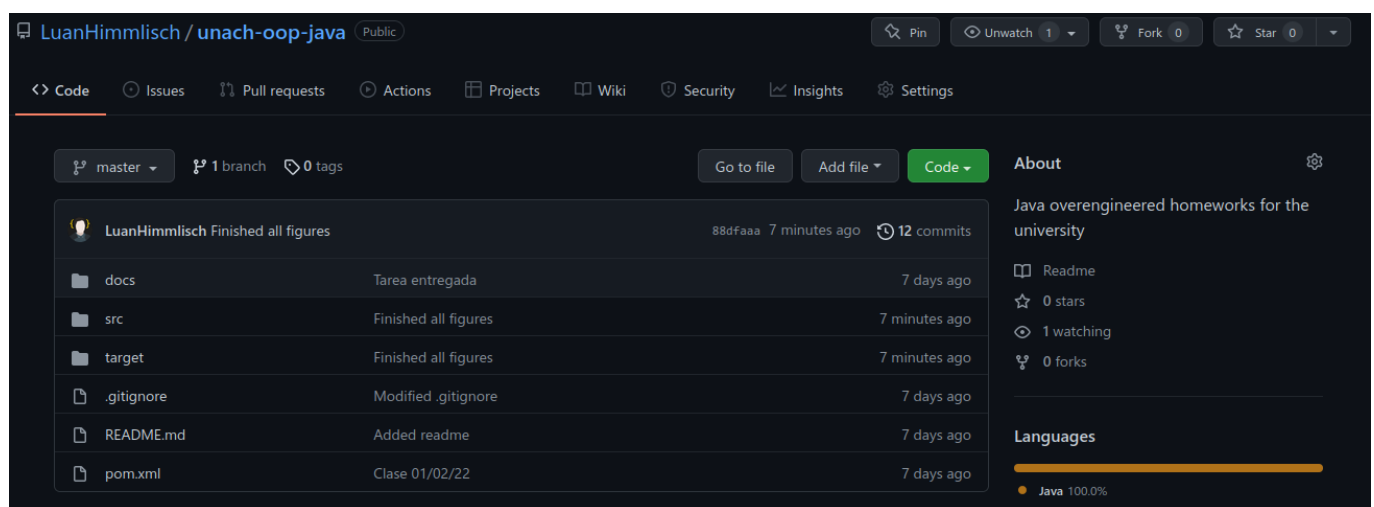 LuanHimmlisch / unach-oop-java Public Pin Unwatch 1 Fork 0 Star 0
<> Code Issues Pull requests Actions Projects Wiki Security Insights Settings
master 1 branch 0 tags Go to file Add file Code
LuanHimmlisch Finished all figures 88dfaaa 7 minutes ago 12 commits
docs Tarea entregada 7 days ago
src Finished all figures 7 minutes ago
target Finished all figures 7 minutes ago
.gitignore Modified .gitignore 7 days ago
README.md Added readme 7 days ago
pom.xml Clase 01/02/22 7 days ago
About
Java overengineered homeworks for the
university
Readme
0 stars
1 watching
0 forks
Languages
Java 100.0%